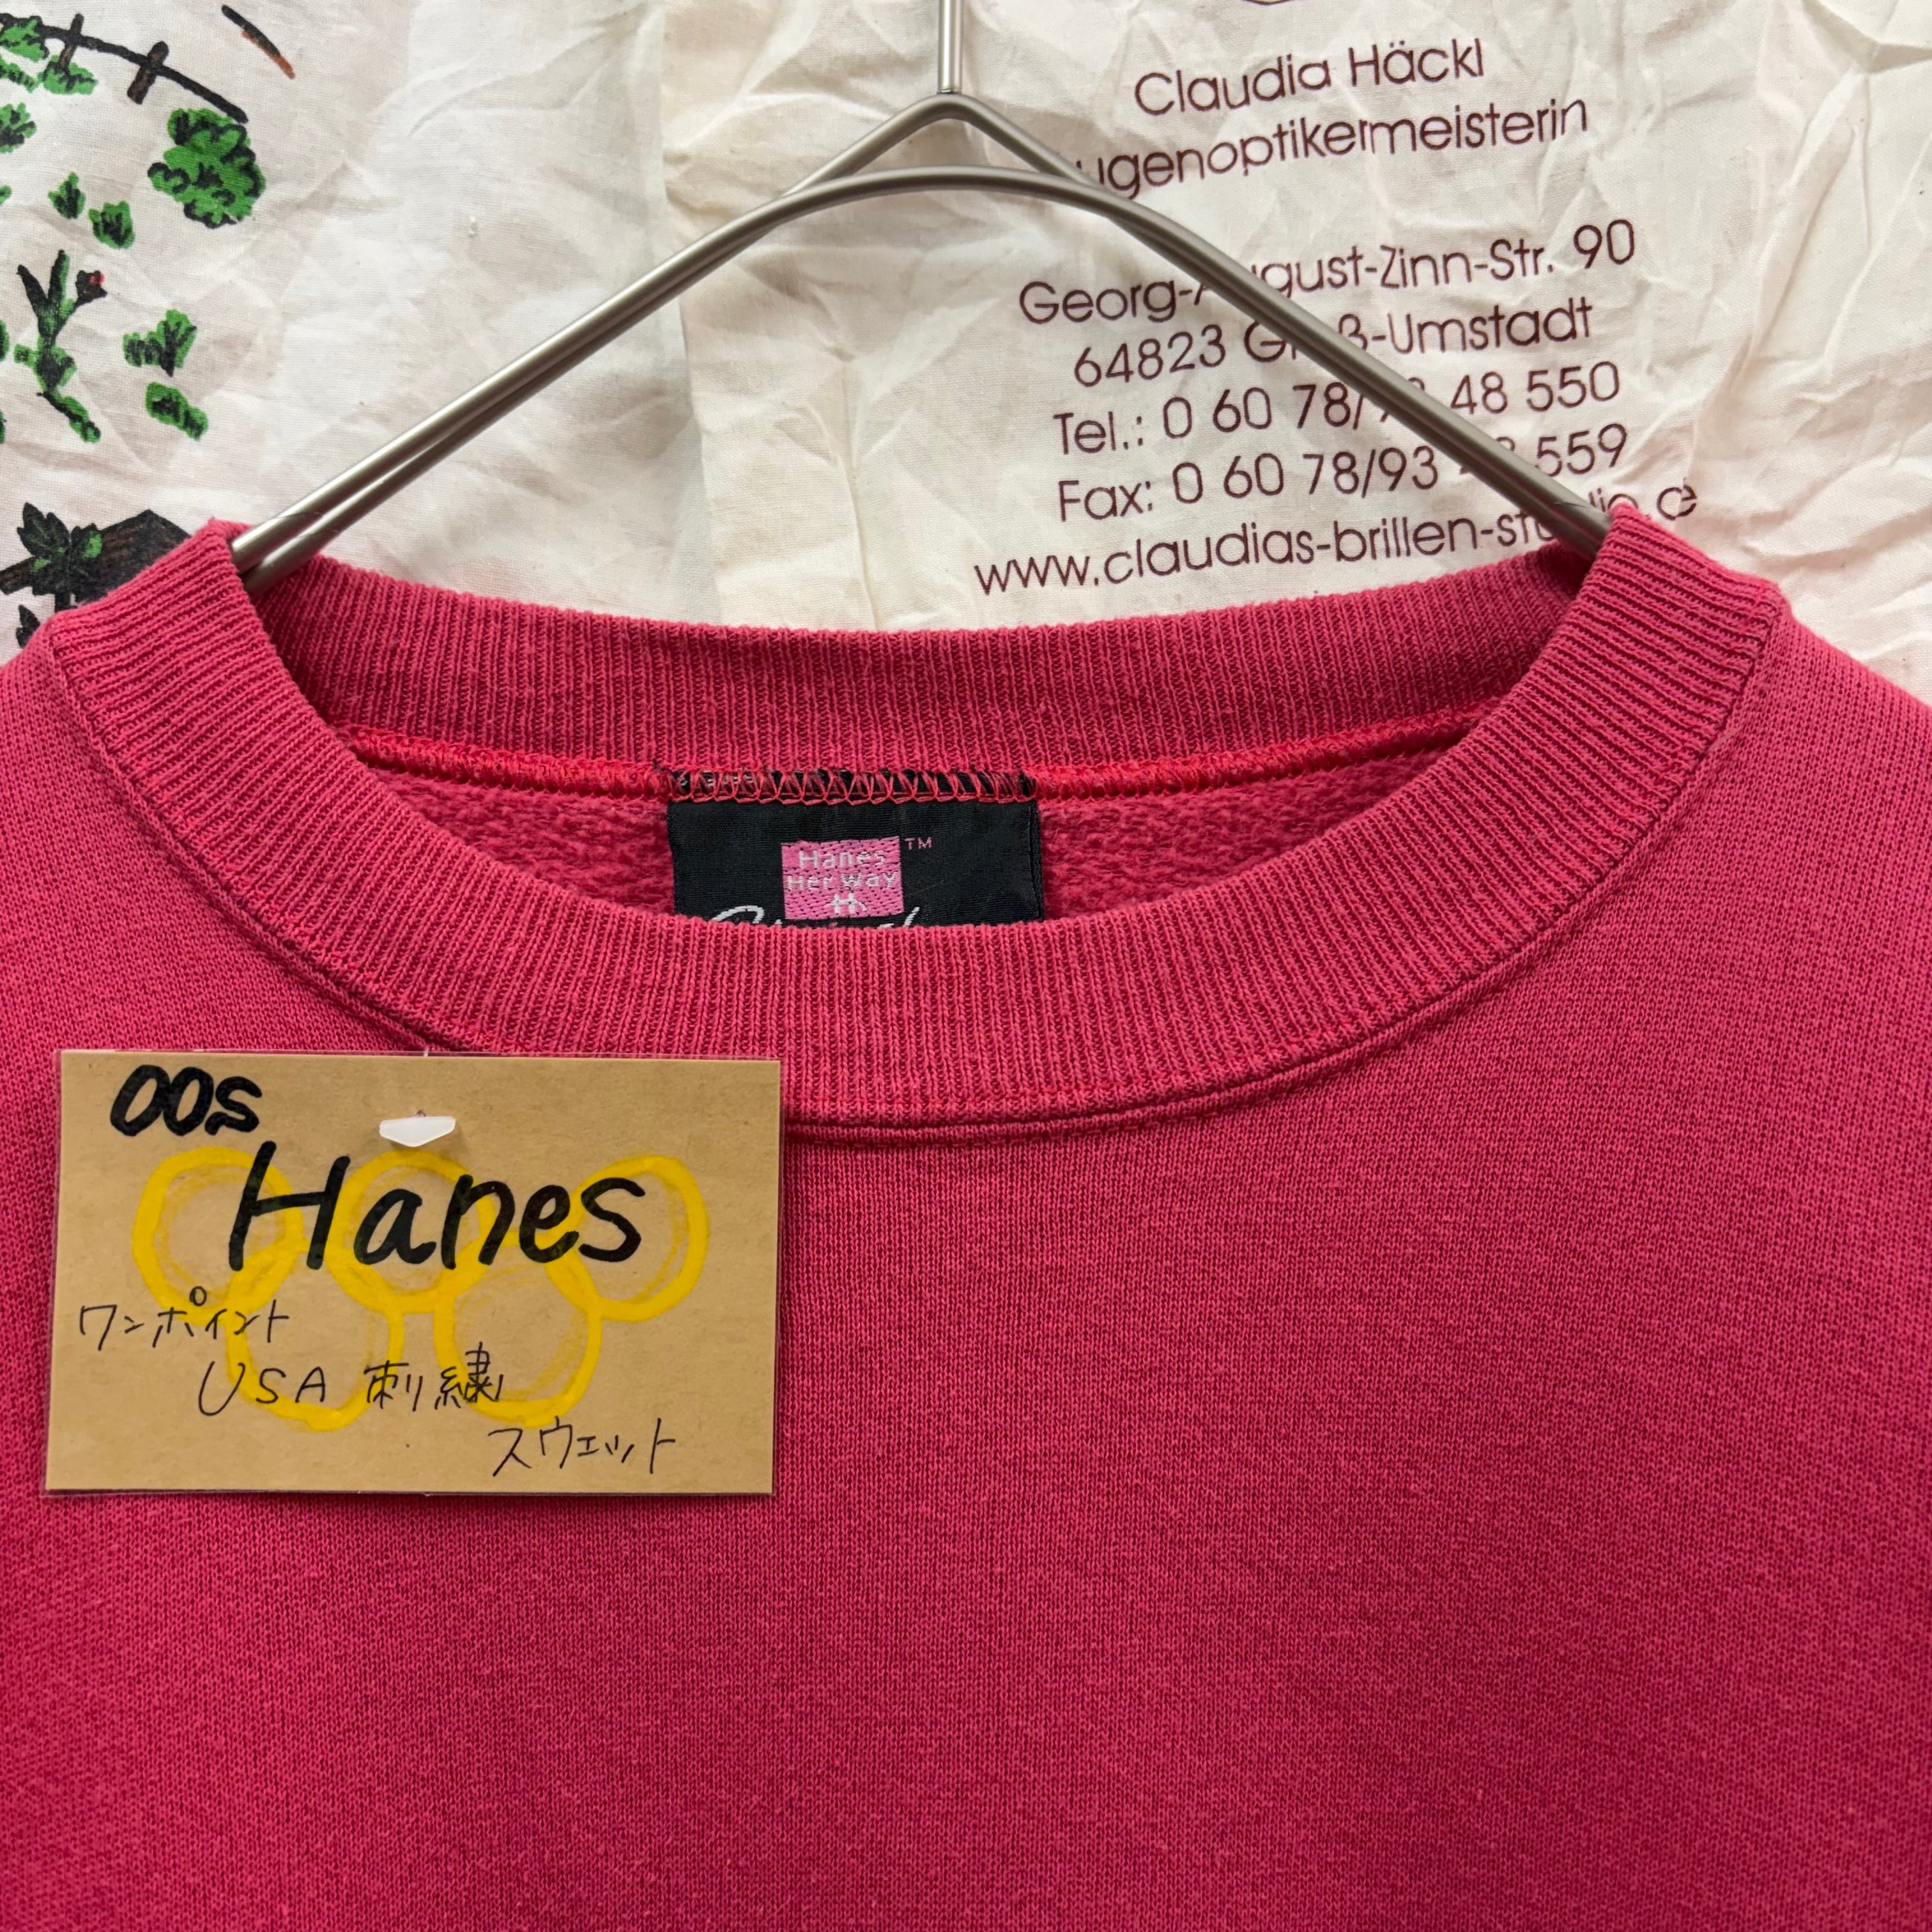 Claudia Häckl
ugenoptikermeisterin
Georg- gust-Zinn-Str. 90
64823 -Umstadt
Tel.: 0 60 78/ 48 550
Fax: 0 60 78/93 559
www.claudias-brillen-st
Hanes TM
Her Way
H
00s
Hanes
ワンポイント
USA 刺繍
スウェット